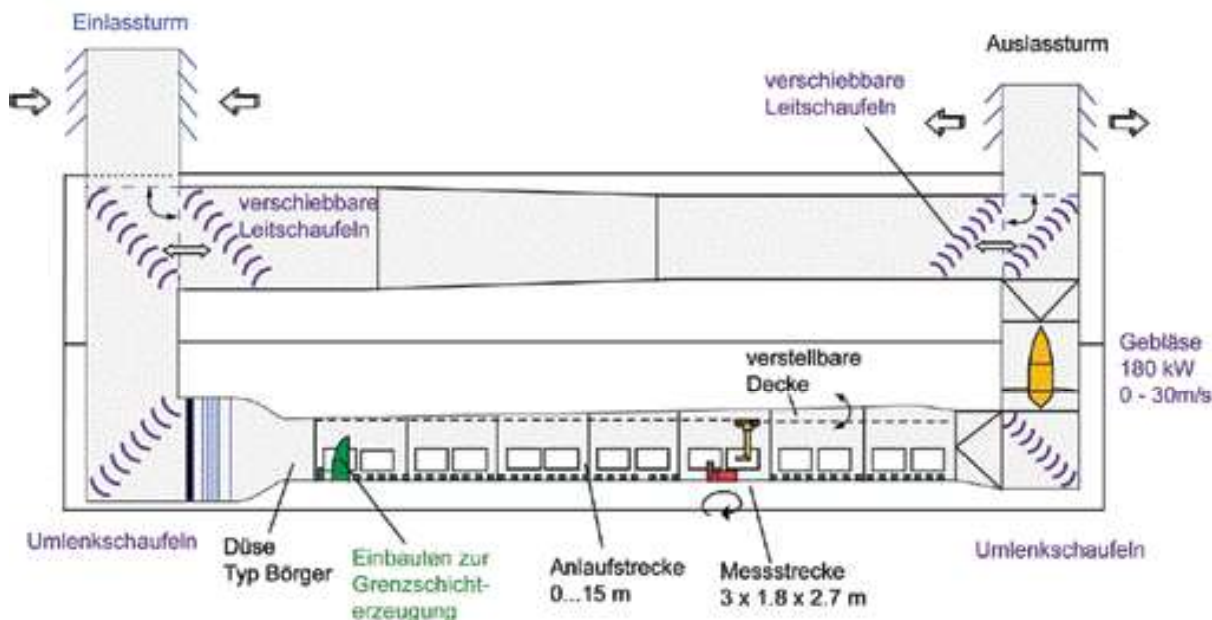 Einlassturm
Auslassturm
verschiebbare
Leitschaufeln
verschiebbare
Leitschaufeln
Gebläse
180 kW
0 - 30m/s
verstellbare
Decke
Umlenkschaufeln
Düse
Typ Börger
Einbauten zur
Grenzschicht-
erzeugung
Anlaufstrecke
0...15 m
Messstrecke
3 x 1.8 x 2.7 m
Umlenkschaufeln